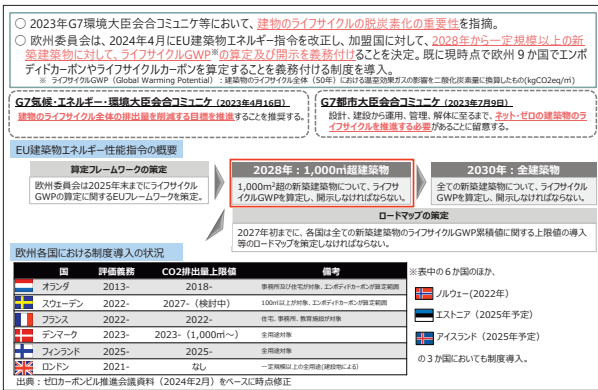 ○ 2023年G7環境大臣会合コミュニケ等において、建物のライフサイクルの脱炭素化の重要性を指摘。
○ 欧州委員会は、2024年4月にEU建築物エネルギー指令を改正し、加盟国に対して、2028年から一定規模以上の新
築建築物に対して、ライフサイクルGWP※の算定及び開示を義務付けることを決定。既に現時点で欧州9か国でエンボ
ディドカーボンやライフサイクルカーボンを算定することを義務付ける制度を導入。
※ ライフサイクルGWP（Global Warming Potential）：建築物のライフサイクル全体（50年）における温室効果ガスの影響を二酸化炭素量に換算したもの(kgCO2eq/㎡)
G7気候・エネルギー・環境大臣会合コミュニケ（2023年4月16日）
建物のライフサイクル全体の排出量を削減する目標を推進することを推奨する。
G7都市大臣会合コミュニケ（2023年7月9日）
設計、建設から運用、管理、解体に至るまで、ネット・ゼロの建築物のライ
フサイクルを推進する必要があることに留意する。
EU建築物エネルギー性能指令の概要
算定フレームワークの策定
欧州委員会は2025年末までにライフサイクル
GWPの算定に関するEUフレームワークを策定。
2028年：1,000㎡超建築物
1,000m²超の新築建築物について、ライフサ
イクルGWPを算定し、開示しなければならない。
2030年：全建築物
全ての新築建築物について、ライフサイクル
GWPを算定し、開示しなければならない。
ロードマップの策定
2027年初までに、各国は全ての新築建築物のライフサイクルGWP累積値に関する上限値の導入
等のロードマップを策定しなければならない。
欧州各国における制度導入の状況
国 評価義務 CO2排出量上限値 備考
オランダ 2013- 2018- 事務所及び住宅が対象、エンボディドカーボンが算定範囲
スウェーデン 2022- 2027-（検討中） 100㎡以上が対象、エンボディドカーボンが算定範囲
フランス 2022- 2022- 住宅、事務所、教育施設が対象
デンマーク 2023- 2023-（1,000㎡～） 全用途対象
フィンランド 2025- 2025- 全用途対象
ロンドン 2021- なし 一定規模以上の全用途(建設地による)
※表中の6か国のほか、
ノルウェー(2022年)
エストニア（2025年予定）
アイスランド（2025年予定）
の３か国においても制度導入。
出典：ゼロカーボンビル推進会議資料（2024年2月）をベースに時点修正